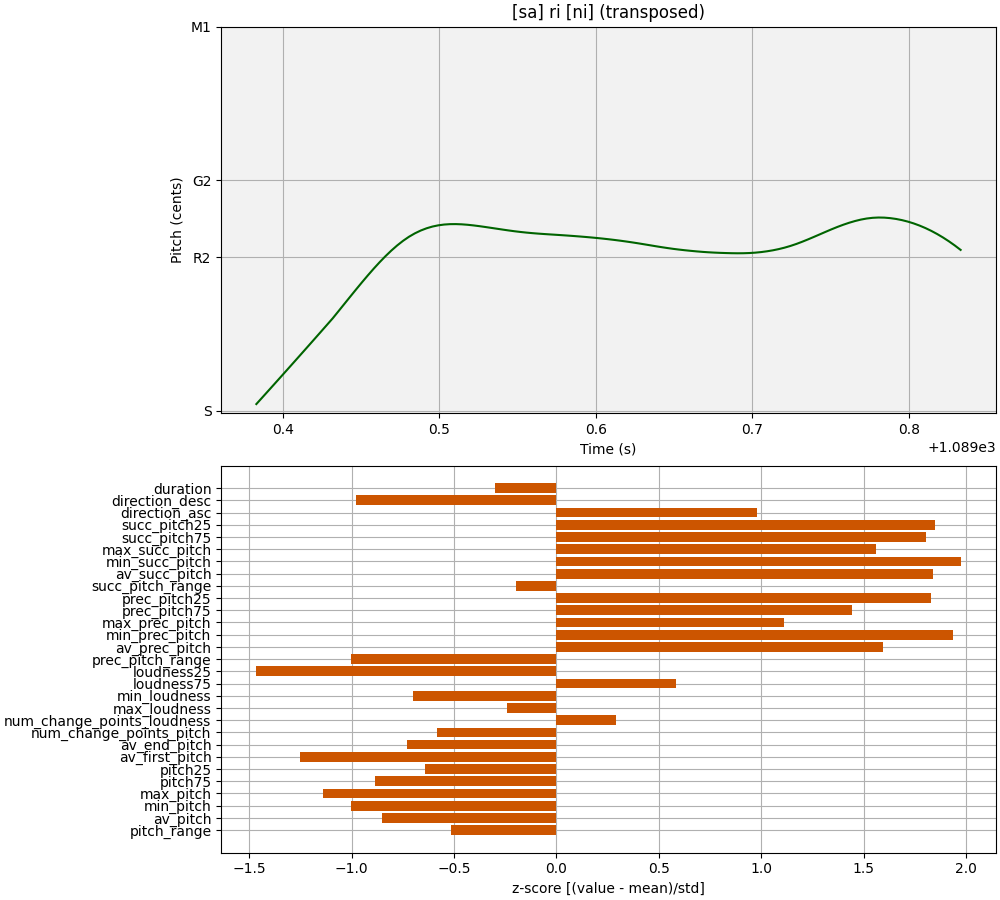 [sa] ri [ni] (transposed)
M1
G2
R2
S
Pitch (cents)
0.4 0.5 0.6 0.7 0.8
Time (s)
+1.089e3
duration
direction_desc
direction_asc
succ_pitch25
succ_pitch75
max_succ_pitch
min_succ_pitch
av_succ_pitch
succ_pitch_range
prec_pitch25
prec_pitch75
max_prec_pitch
min_prec_pitch
av_prec_pitch
prec_pitch_range
loudness25
loudness75
min_loudness
max_loudness
num_change_points_loudness
num_change_points_pitch
av_end_pitch
av_first_pitch
pitch25
pitch75
max_pitch
min_pitch
av_pitch
pitch_range
−1.5 −1.0 −0.5 0.0 0.5 1.0 1.5 2.0
z-score [(value - mean)/std]